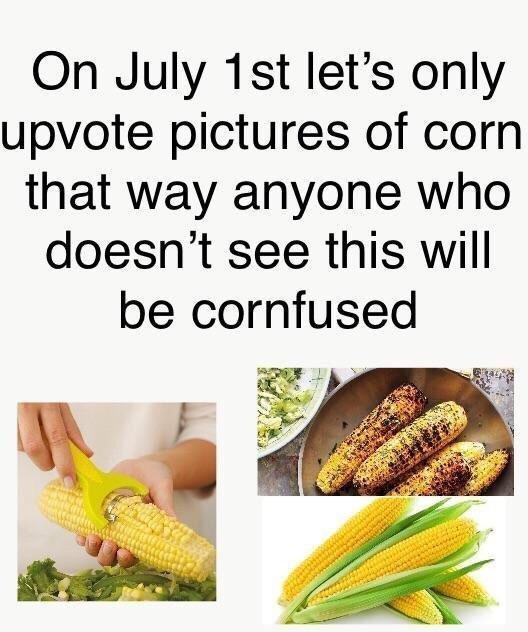 On July 1st let’s only
upvote pictures of corn
that way anyone who
doesn’t see this will
be cornfused